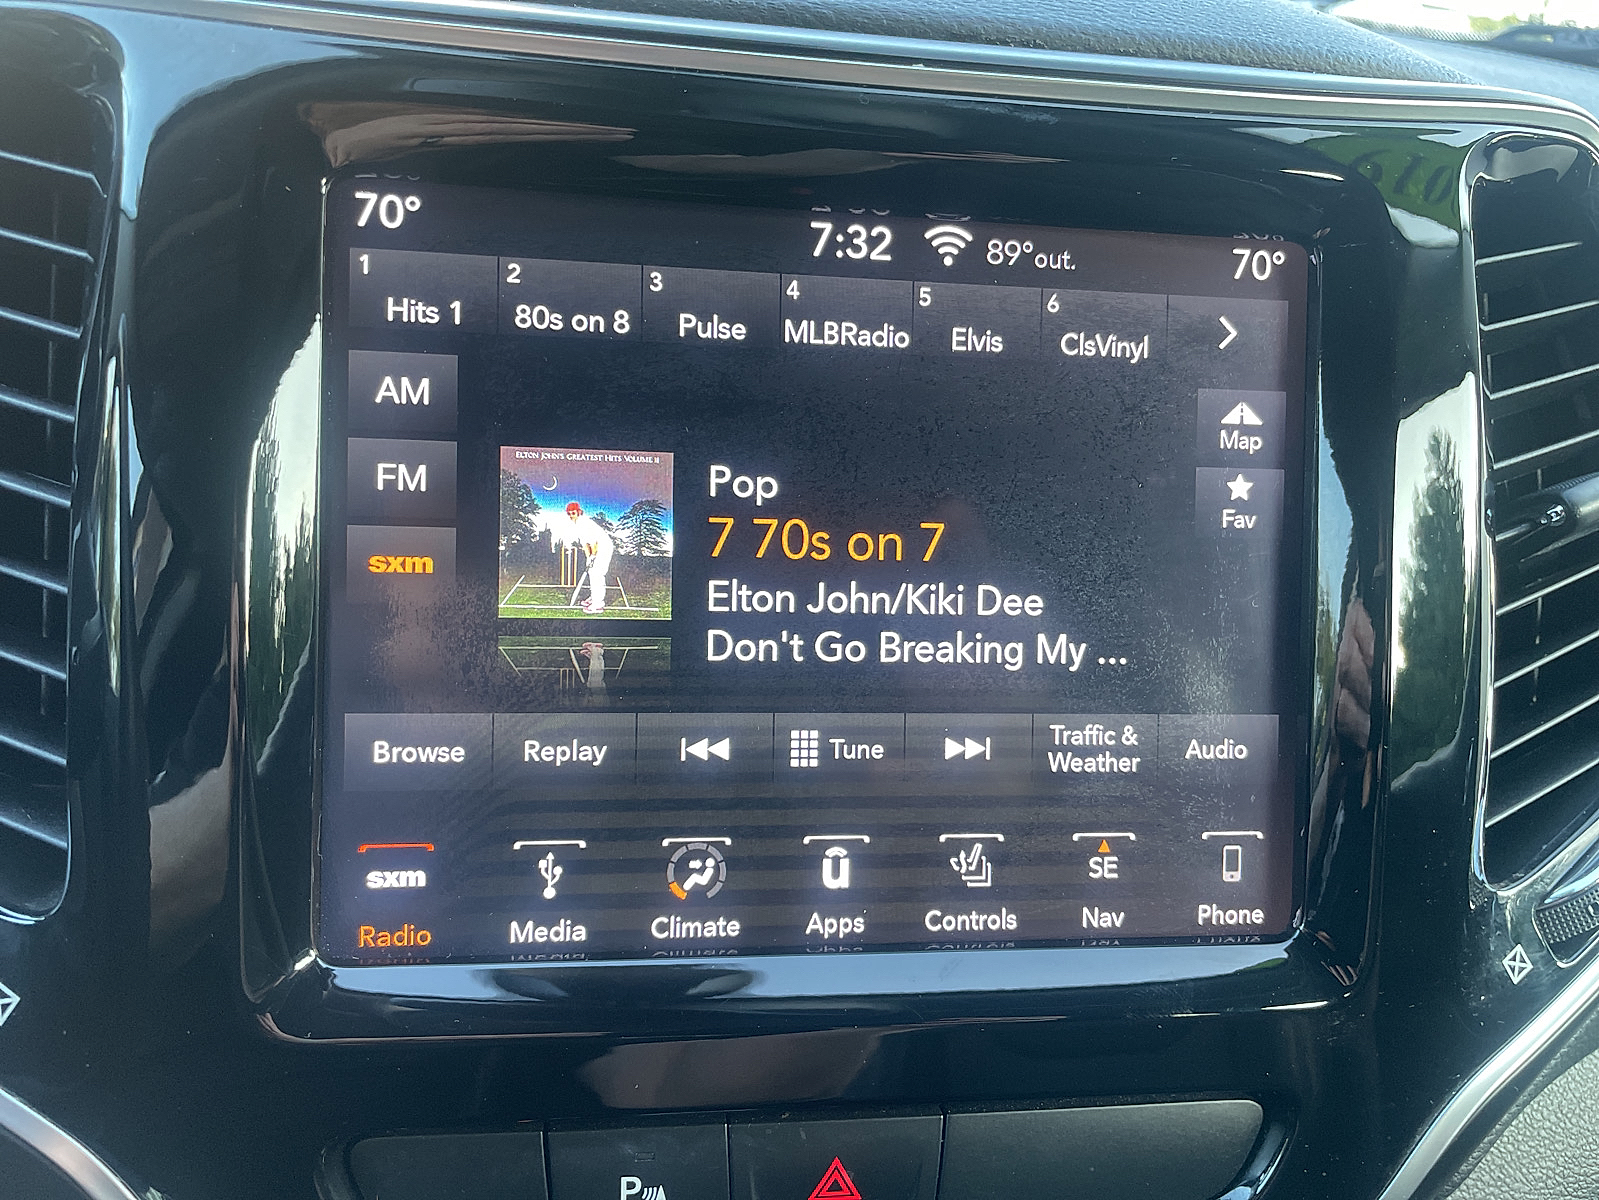 70°
7:32
89°out.
70°
1
Hits 1
2
80s on 8
3
Pulse
4
MLBRadio
5
Elvis
6
ClsVinyl
AM
FM
sxm
Map
Fav
ELTON JOHN'S GREATEST HITS VOLUME II
Pop
7 70s on 7
Elton John/Kiki Dee
Don't Go Breaking My ...
Browse
Replay
Tune
Traffic &
Weather
Audio
sxm
Radio
Media
Climate
u
Apps
Controls
SE
Nav
Phone
P